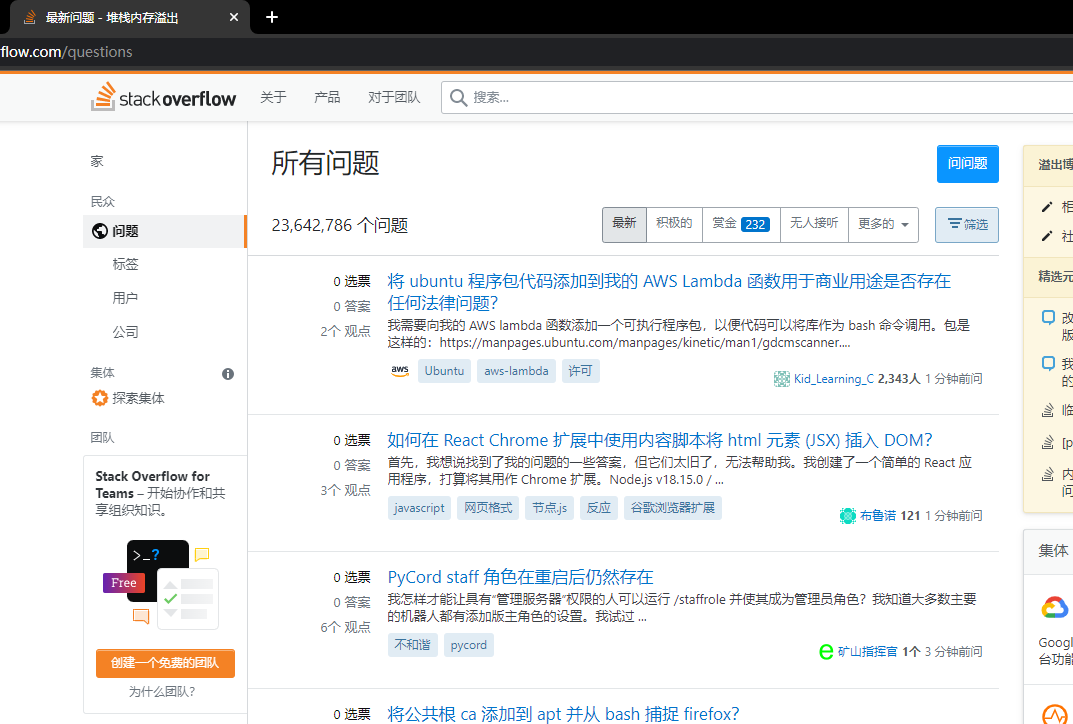 最新问题 - 堆栈内存溢出
flow.com/questions
stackoverflow
关于
产品
对于团队
搜索...
家
民众
问题
标签
用户
公司
集体
探索集体
团队
Stack Overflow for
Teams – 开始协作和共
享组织知识。
>_?
Free
创建一个免费的团队
为什么团队?
所有问题
问问题
23,642,786 个问题
最新
积极的
赏金 232
无人接听
更多的
筛选
0 选票
0 答案
2个 观点
将 ubuntu 程序包代码添加到我的 AWS Lambda 函数用于商业用途是否存在
任何法律问题?
我需要向我的 AWS lambda 函数添加一个可执行程序包，以便代码可以将库作为 bash 命令调用。包是
这样的：https://manpages.ubuntu.com/manpages/kinetic/man1/gdcmscanner....
aws
Ubuntu
aws-lambda
许可
Kid_Learning_C 2,343人 1 分钟前问
0 选票
0 答案
3个 观点
如何在 React Chrome 扩展中使用内容脚本将 html 元素 (JSX) 插入 DOM?
首先，我想说找到了我的问题的一些答案，但它们太旧了，无法帮助我。我创建了一个简单的 React 应
用程序，打算将其用作 Chrome 扩展。Node.js v18.15.0 / ...
javascript
网页格式
节点.js
反应
谷歌浏览器扩展
布鲁诺 121 1 分钟前问
0 选票
0 答案
6个 观点
PyCord staff 角色在重启后仍然存在
我怎样才能让具有“管理服务器”权限的人可以运行 /staffrole 并使其成为管理员角色？我知道大多数主要
的机器人都有添加版主角色的设置。我试过 ...
不和谐
pycord
矿山指挥官 1个 3 分钟前问
0 选票
将公共根 ca 添加到 apt 并从 bash 捕捉 firefox?
溢出博
相
社
精选元
改
版
我
的
临
[p
内
问
集体
Googl
台功能